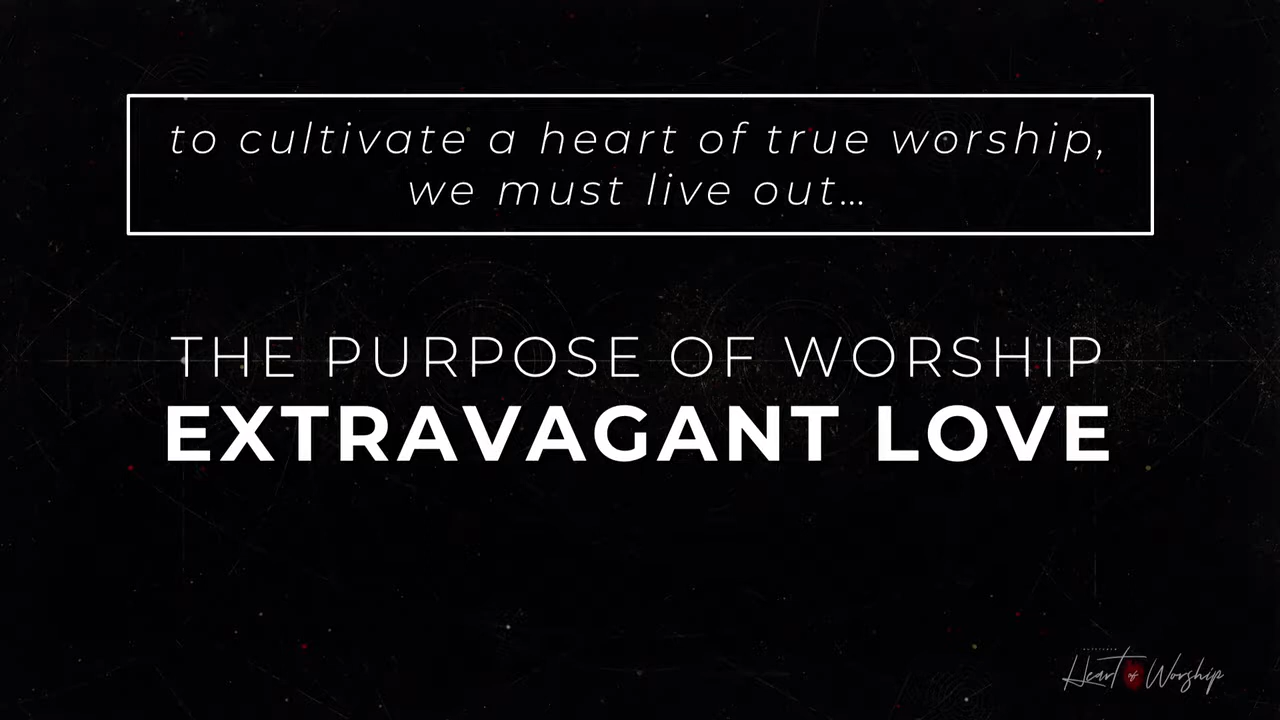 to cultivate a heart of true worship,
we must live out…
THE PURPOSE OF WORSHIP
EXTRAVAGANT LOVE
Heart of Worship